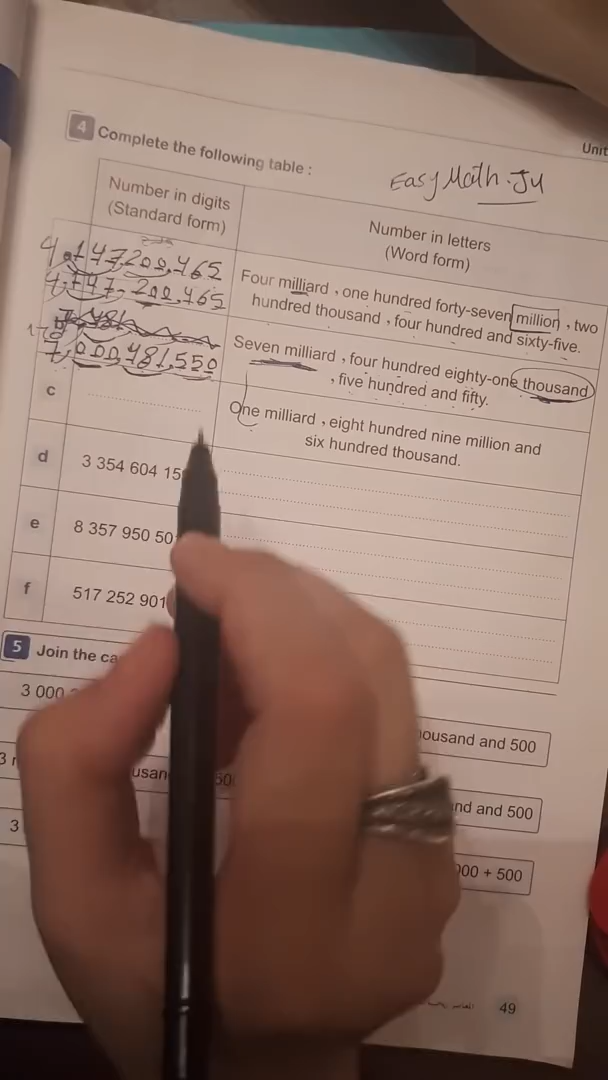 Unit
4 Complete the following table :
Easy Math.JU
Number in digits
(Standard form)
Number in letters
(Word form)
4,147,200,465
4,147,200,465
Four milliard , one hundred forty-seven million , two
hundred thousand , four hundred and sixty-five.
7,000,481,550
Seven milliard , four hundred eighty-one thousand
, five hundred and fifty.
c
One milliard , eight hundred nine million and
six hundred thousand.
d 3 354 604 15
e 8 357 950 50
f 517 252 901
5 Join the ca
3 000
ousand and 500
usan
nd and 500
3
000 + 500
49